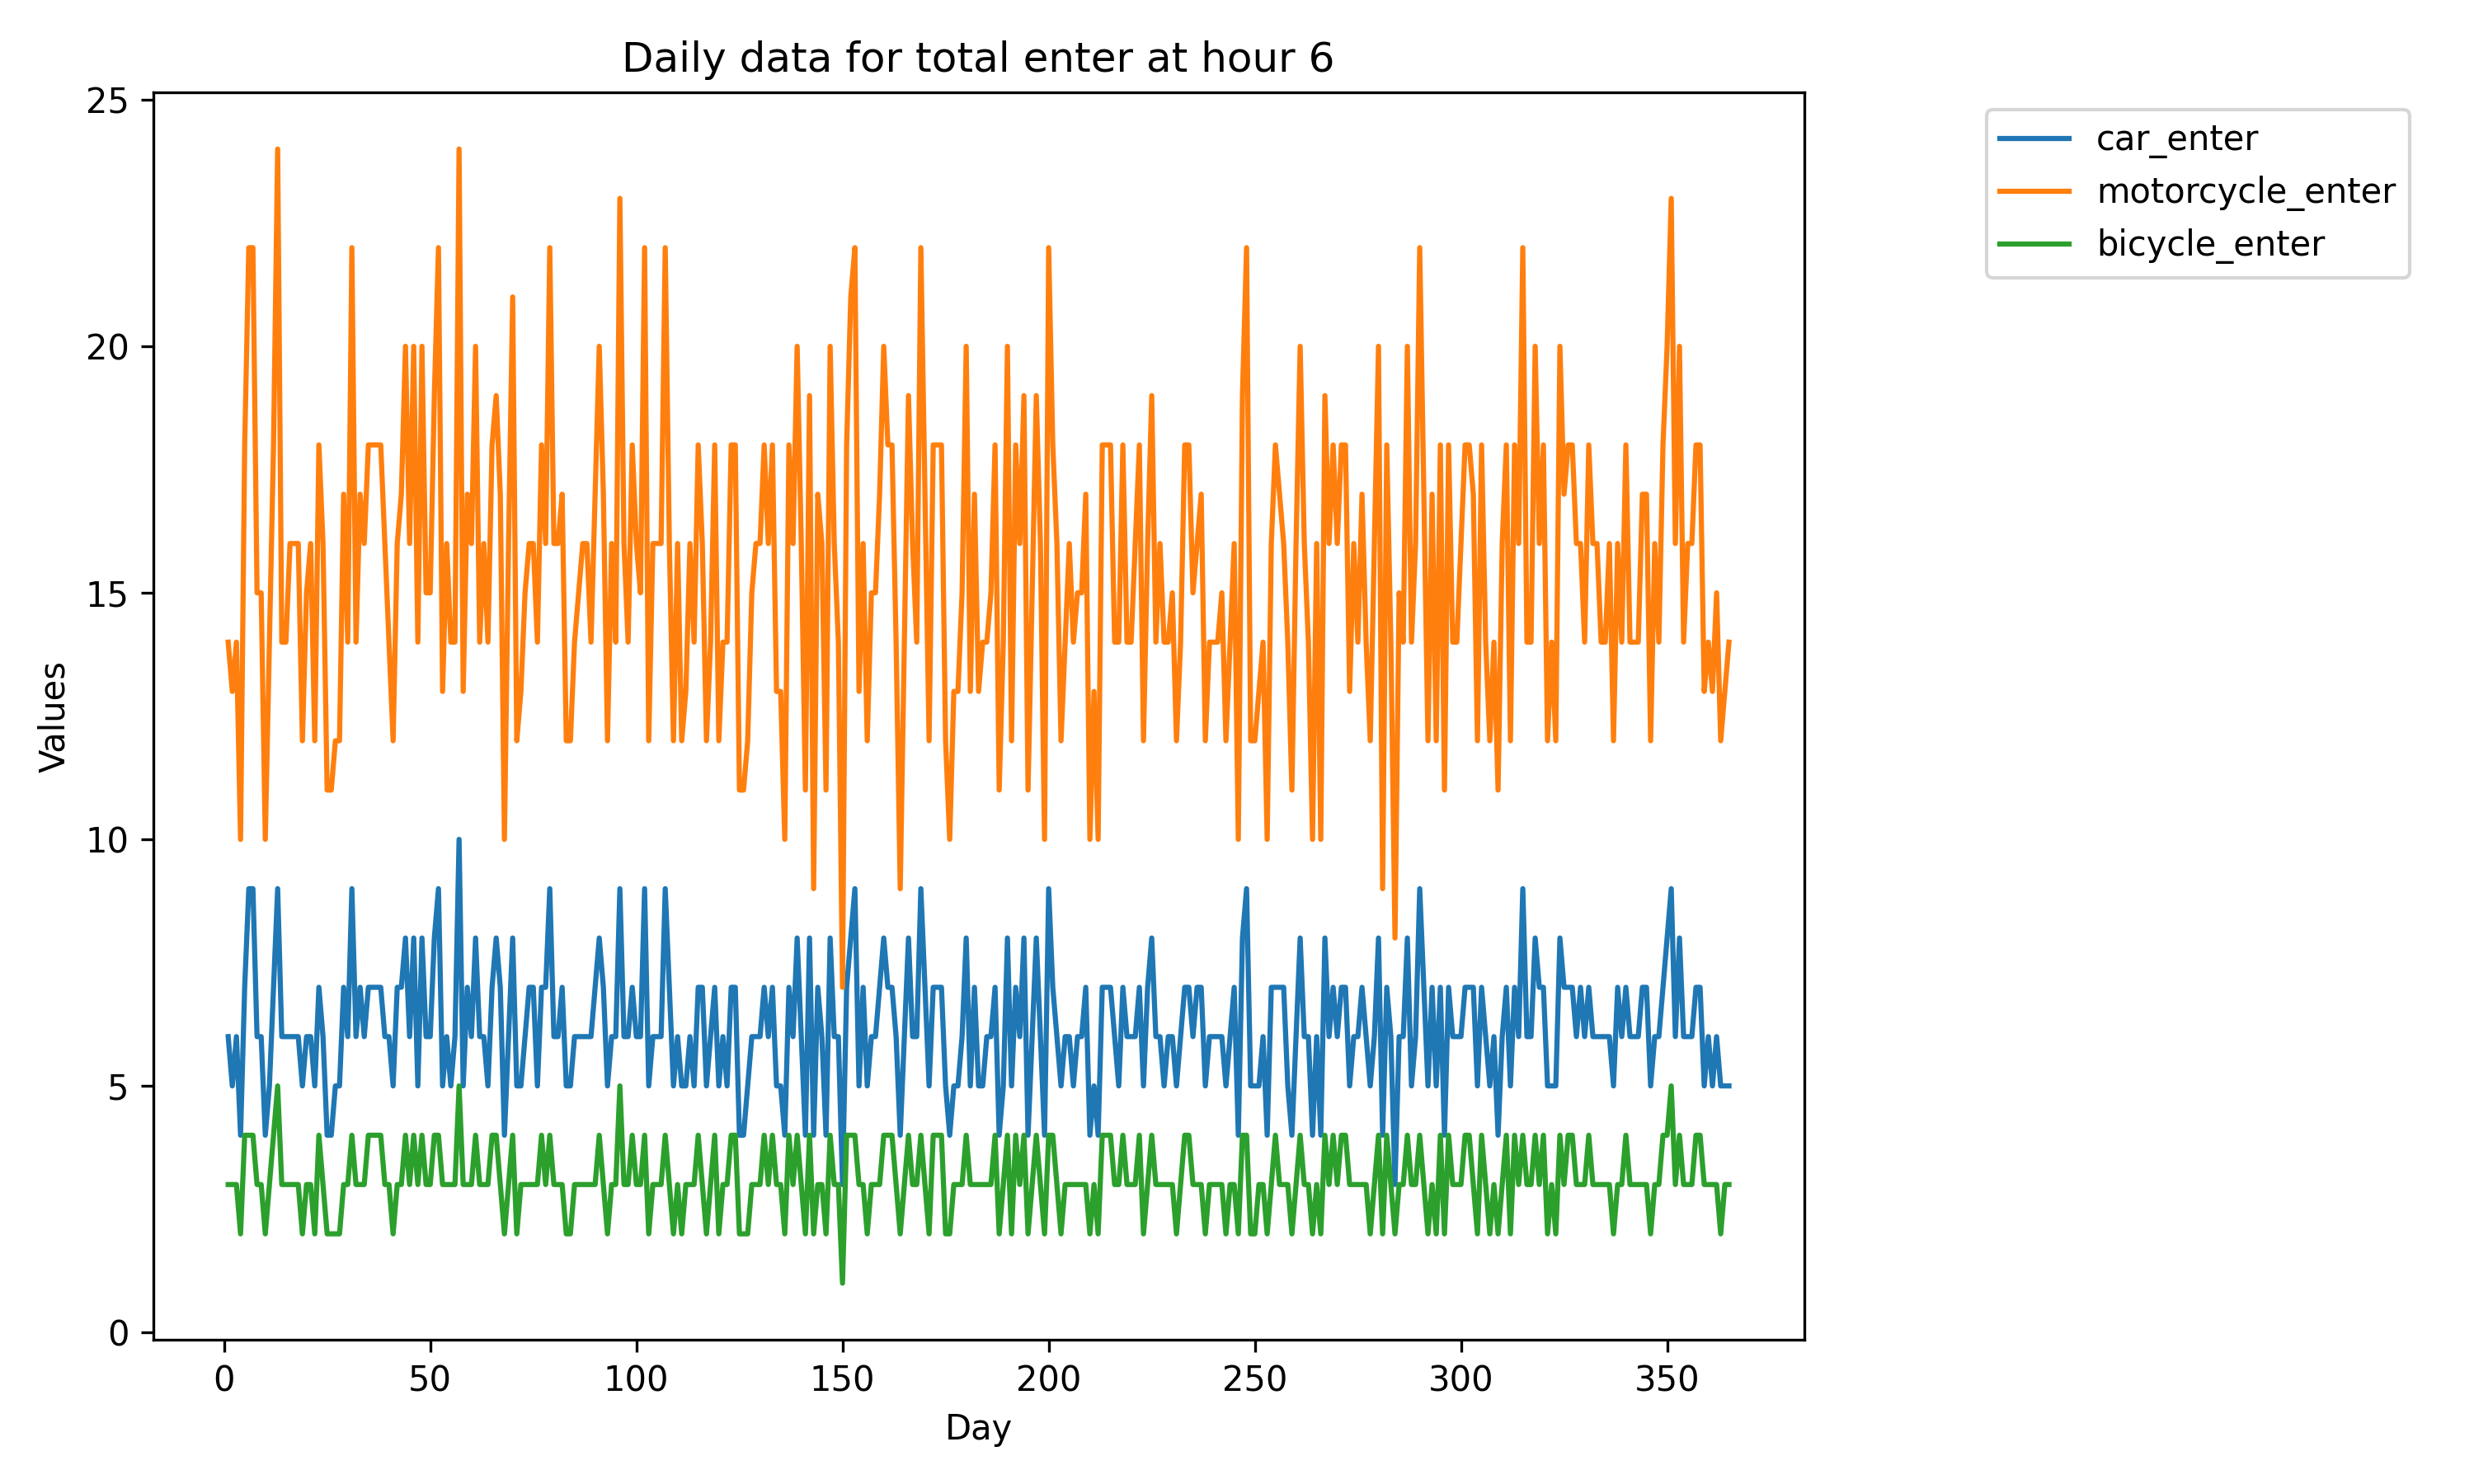 Daily data for total enter at hour 6
25
20
15
10
5
0
Values
0 50 100 150 200 250 300 350
Day
car_enter
motorcycle_enter
bicycle_enter